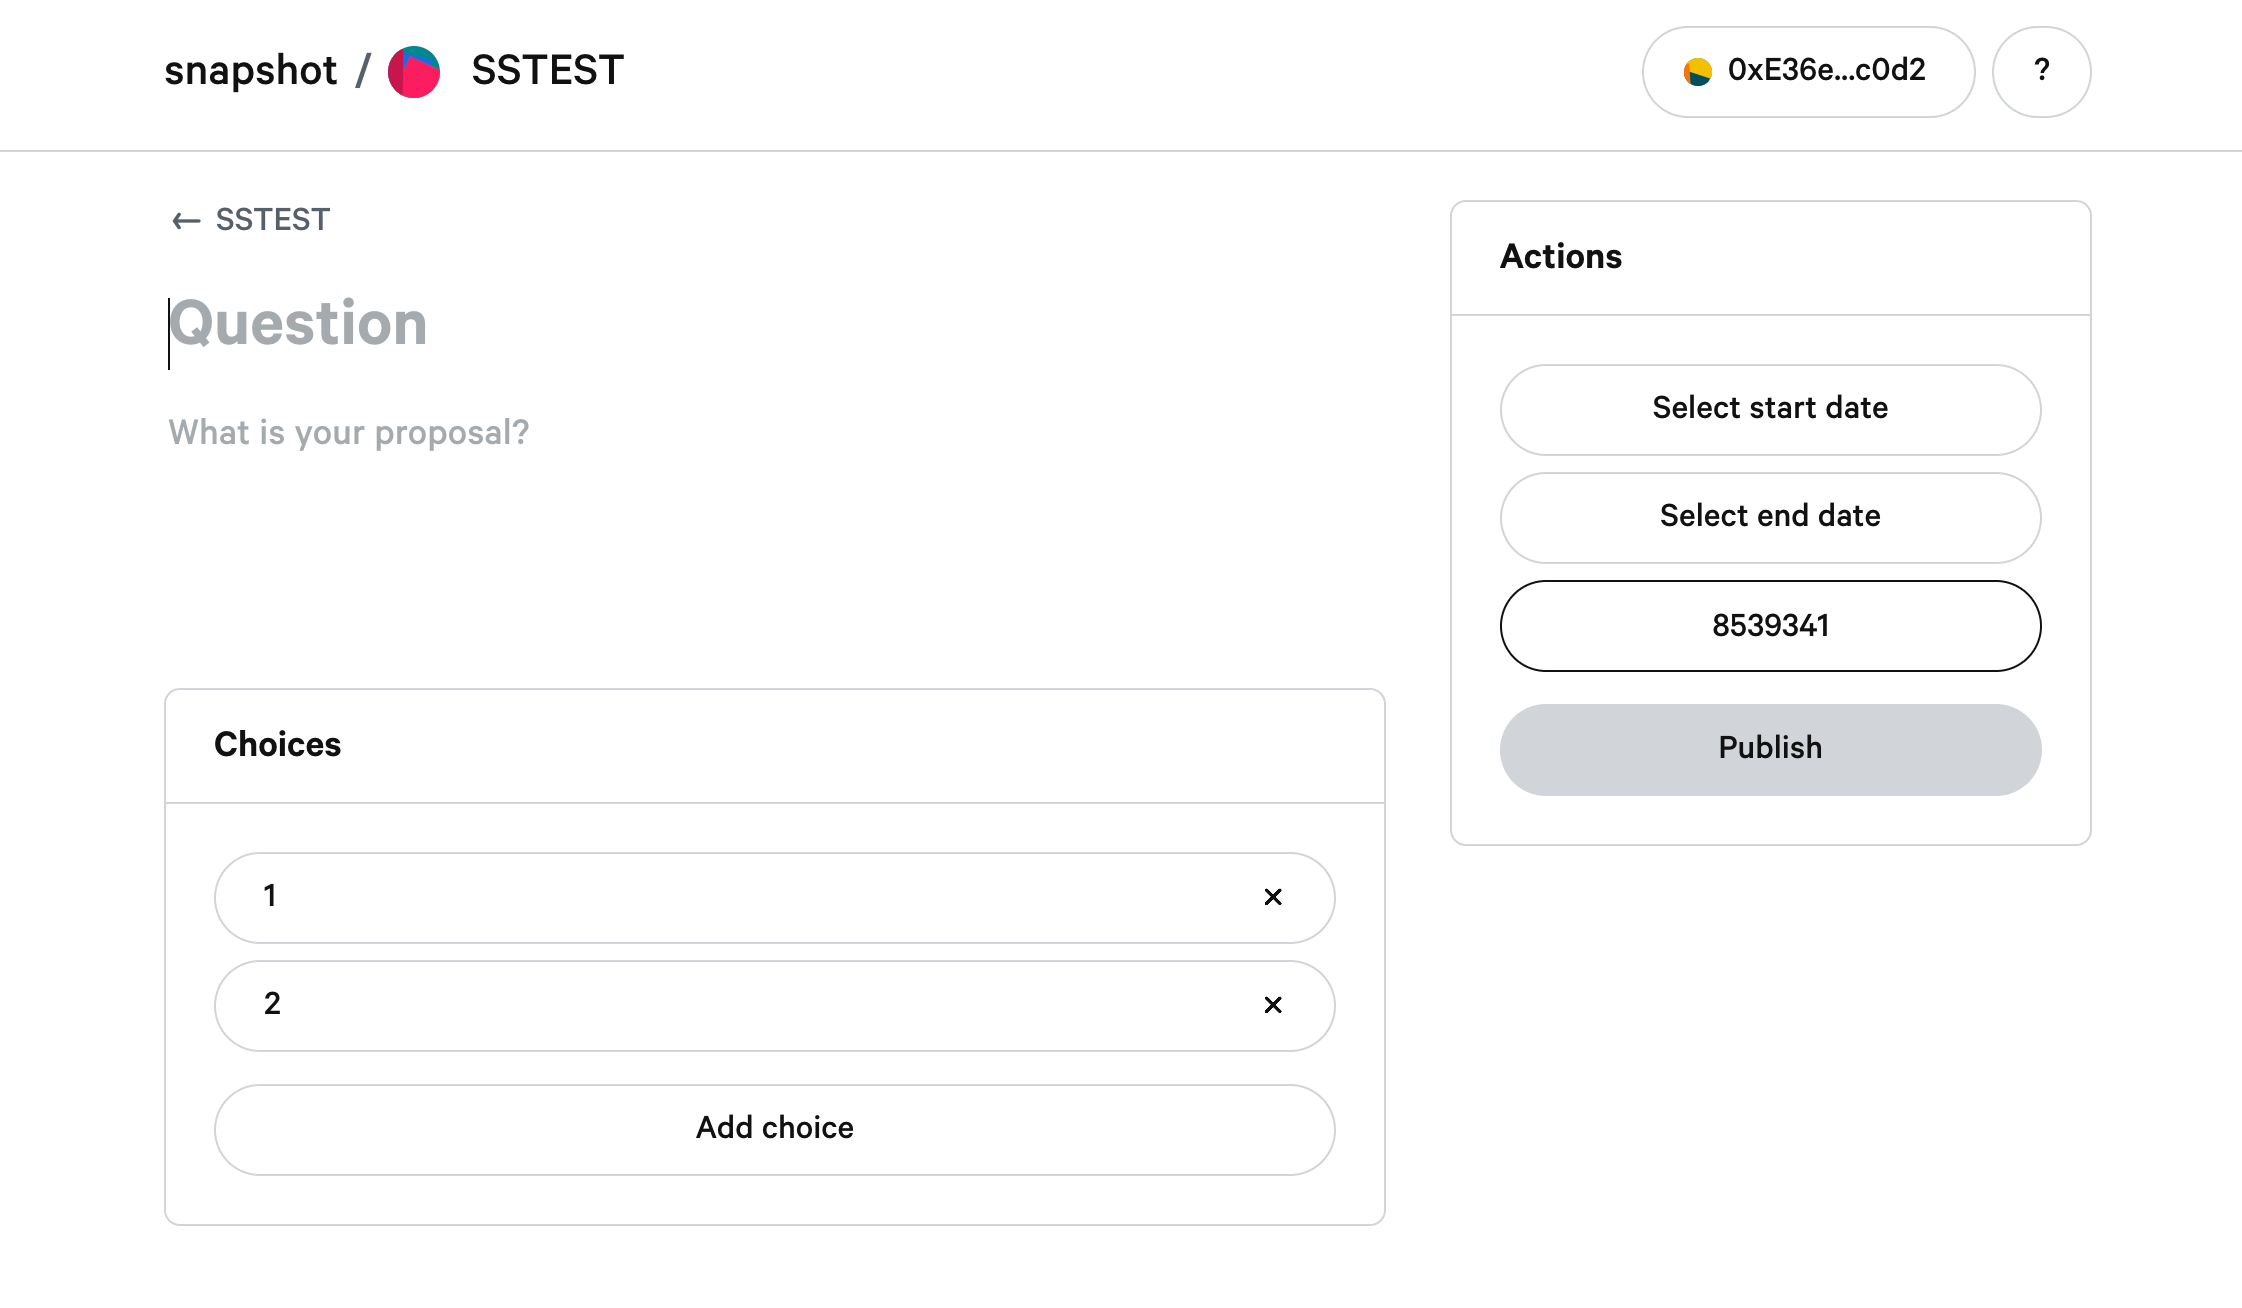 snapshot / SSTEST
0xE36e...c0d2
?
← SSTEST
Question
What is your proposal?
Choices
1
2
Add choice
Actions
Select start date
Select end date
8539341
Publish